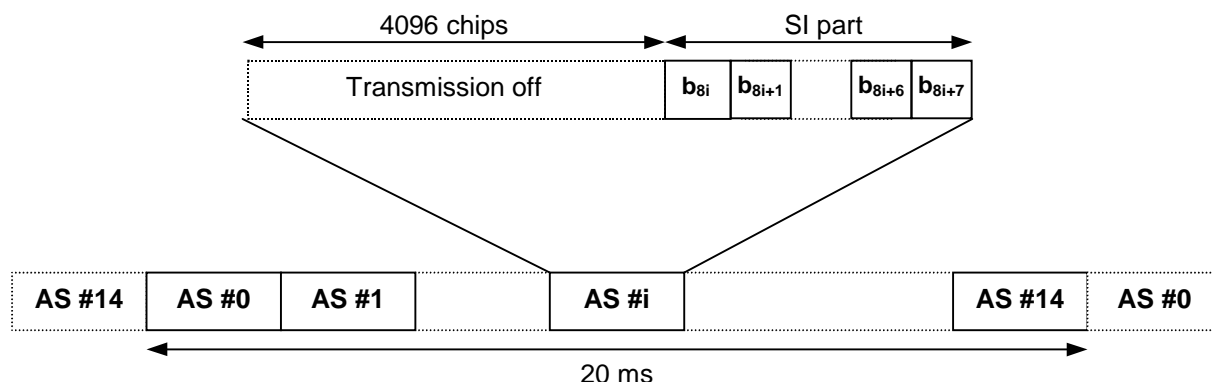 4096 chips SI part
Transmission off b8i b8i+1 b8i+6 b8i+7
AS #14 AS #0 AS #1 AS #i AS #14 AS #0
20 ms